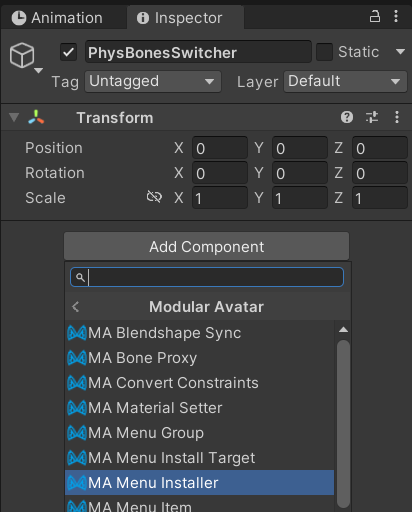 Animation Inspector
PhysBonesSwitcher Static
Tag Untagged Layer Default
Transform
Position X 0 Y 0 Z 0
Rotation X 0 Y 0 Z 0
Scale X 1 Y 1 Z 1
Add Component
Modular Avatar
MA Blendshape Sync
MA Bone Proxy
MA Convert Constraints
MA Material Setter
MA Menu Group
MA Menu Install Target
MA Menu Installer
MA Menu Item